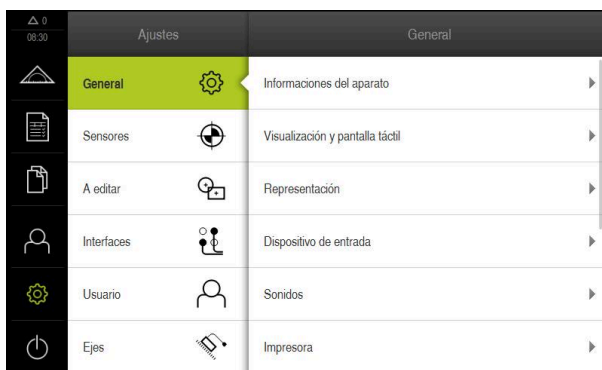 0
08:30
Ajustes
General
General
Sensores
A editar
Interfaces
Usuario
Ejes
Informaciones del aparato
Visualización y pantalla táctil
Representación
Dispositivo de entrada
Sonidos
Impresora